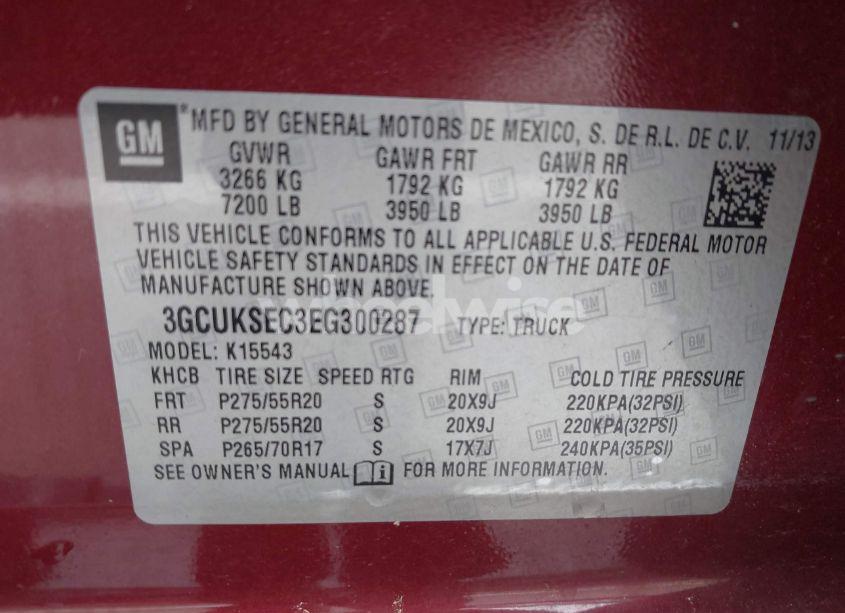 GM ® MFD BY GENERAL MOTORS DE MEXICO, S. DE R.L. DE C.V. 11/13
GVWR GAWR FRT GAWR RR
3266 KG 1792 KG 1792 KG
7200 LB 3950 LB 3950 LB
THIS VEHICLE CONFORMS TO ALL APPLICABLE U.S. FEDERAL MOTOR
VEHICLE SAFETY STANDARDS IN EFFECT ON THE DATE OF
MANUFACTURE SHOWN ABOVE.
wheelwise
3GCUKSEC3EG300287 TYPE: TRUCK
MODEL: K15543
KHCB TIRE SIZE SPEED RTG RIM COLD TIRE PRESSURE
FRT P275/55R20 S 20X9J 220KPA(32PSI)
RR P275/55R20 S 20X9J 220KPA(32PSI)
SPA P265/70R17 S 17X7J 240KPA(35PSI)
SEE OWNER'S MANUAL FOR MORE INFORMATION.